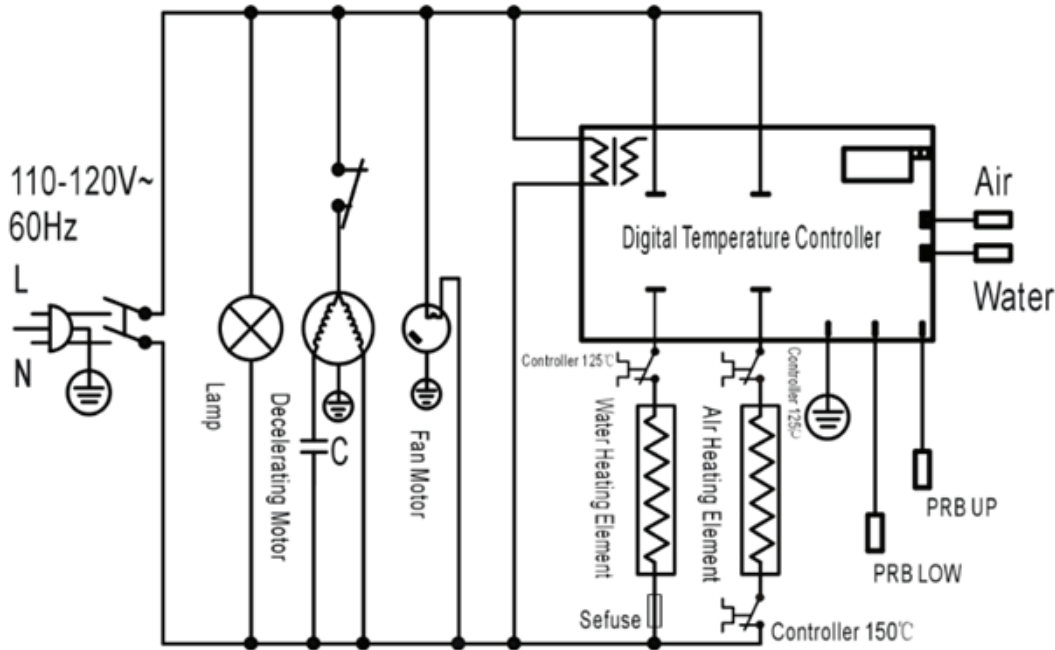 110-120V~
60Hz
L
N
Lamp
Decelerating Motor
C
Fan Motor
Digital Temperature Controller
Air
Water
Controller 125℃
Water Heating Element
Sefuse
AIr Heating Element
Controller 125
Controller 150℃
PRB UP
PRB LOW